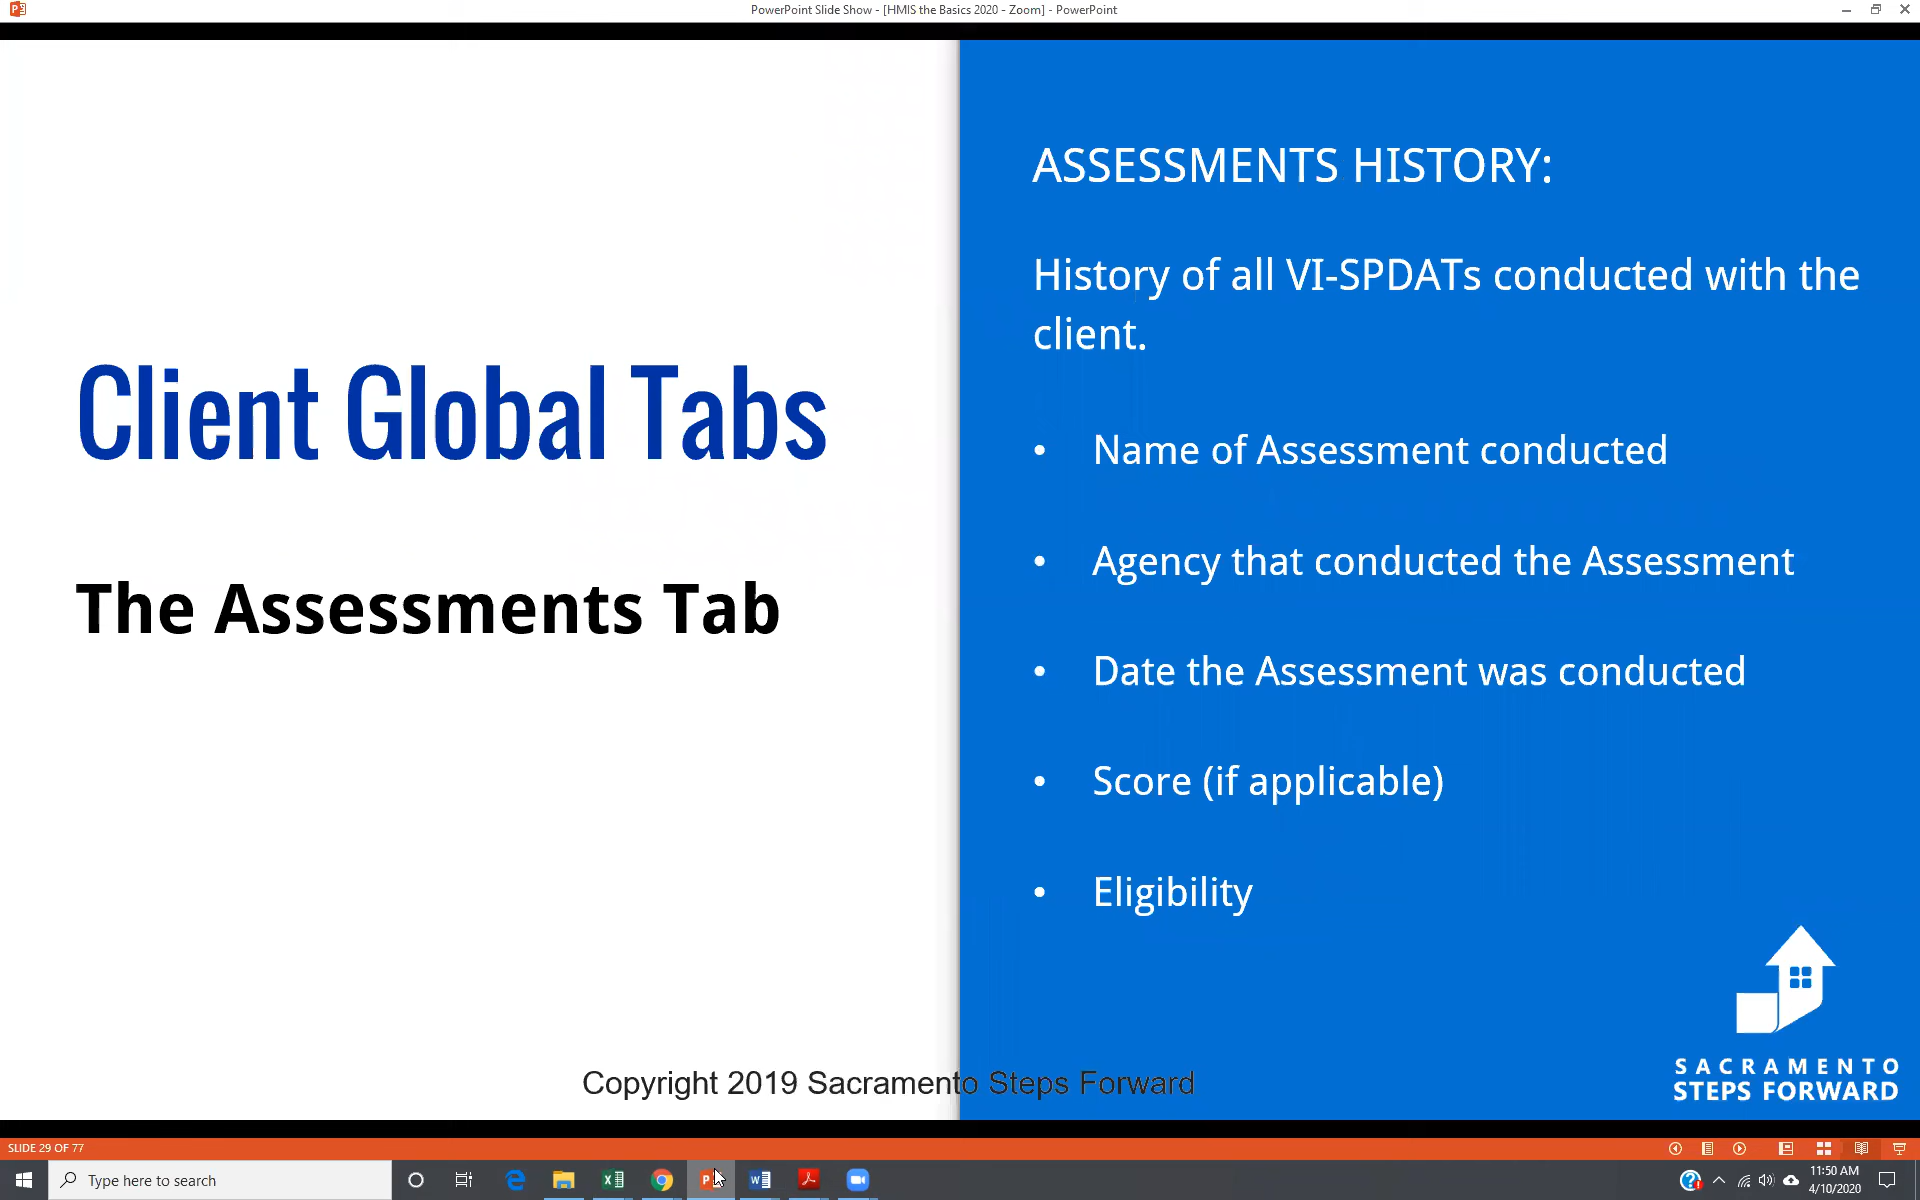 PowerPoint Slide Show - [HMIS the Basics 2020 - Zoom] - PowerPoint
Client Global Tabs
The Assessments Tab
ASSESSMENTS HISTORY:
History of all VI-SPDATs conducted with the
client.
• Name of Assessment conducted
• Agency that conducted the Assessment
• Date the Assessment was conducted
• Score (if applicable)
• Eligibility
SACRAMENTO
STEPS FORWARD
Copyright 2019 Sacramento Steps Forward
SLIDE 29 OF 77
Type here to search
11:50 AM
4/10/2020